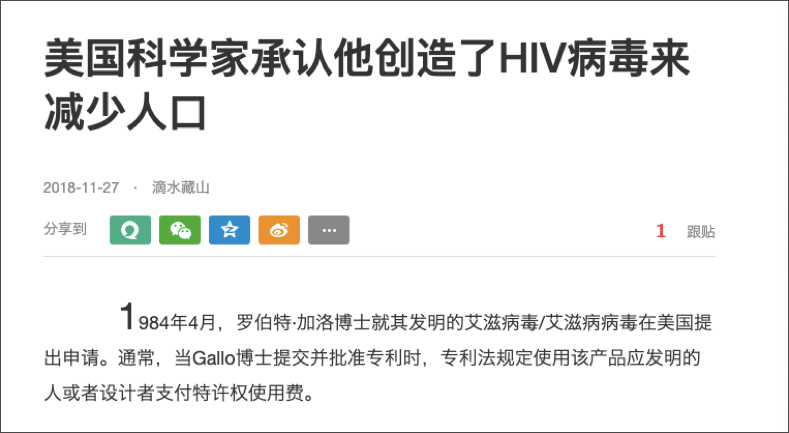 美国科学家承认他创造了HIV病毒来
减少人口
2018-11-27 · 滴水藏山
分享到
1 跟贴
1984年4月，罗伯特·加洛博士就其发明的艾滋病毒/艾滋病病毒在美国提
出申请。通常，当Gallo博士提交并批准专利时，专利法规定使用该产品应发明的
人或者设计者支付特许权使用费。